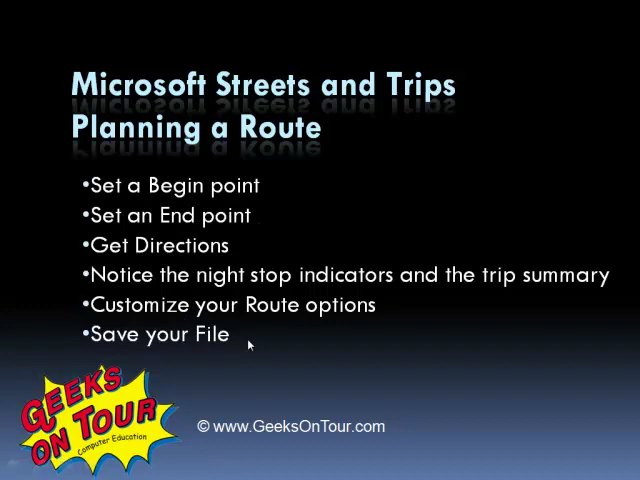 Microsoft Streets and Trips
Planning a Route
•Set a Begin point
•Set an End point
•Get Directions
•Notice the night stop indicators and the trip summary
•Customize your Route options
•Save your File
GEEKS
ON TOUR
Computer Education
© www.GeeksOnTour.com